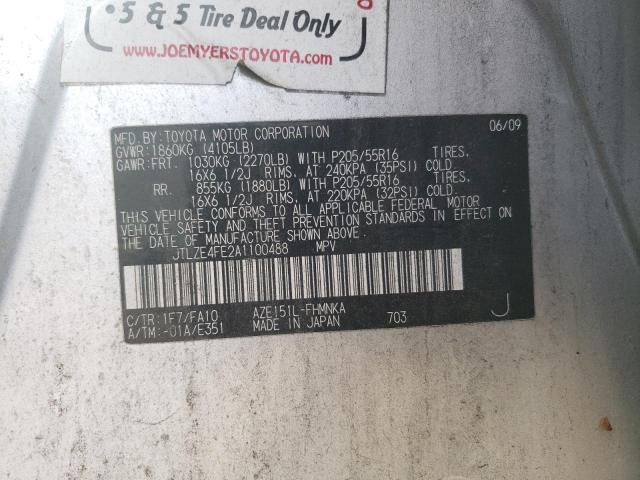 • 5 & 5 Tire Deal Only
WWW.JOEMYERSTOYOTA.COM
MFD. BY: TOYOTA MOTOR CORPORATION 06/09
GVWR: 1860KG (4105LB)
GAWR: FRT. 1030KG (2270LB) WITH P205/55R16 TIRES,
16X6 1/2J RIMS, AT 240KPA (35PSI) COLD.
RR. 855KG (1880LB) WITH P205/55R16 TIRES,
16X6 1/2J RIMS, AT 220KPA (32PSI) COLD.
THIS VEHICLE CONFORMS TO ALL APPLICABLE FEDERAL MOTOR
VEHICLE SAFETY AND THEFT PREVENTION STANDARDS IN EFFECT ON
THE DATE OF MANUFACTURE SHOWN ABOVE.
JTLZE4FE2A1100488 MPV
C/TR: 1F7/FA10 AZE151L-FHMNKA
A/TM: -01A/E351 MADE IN JAPAN 703 J